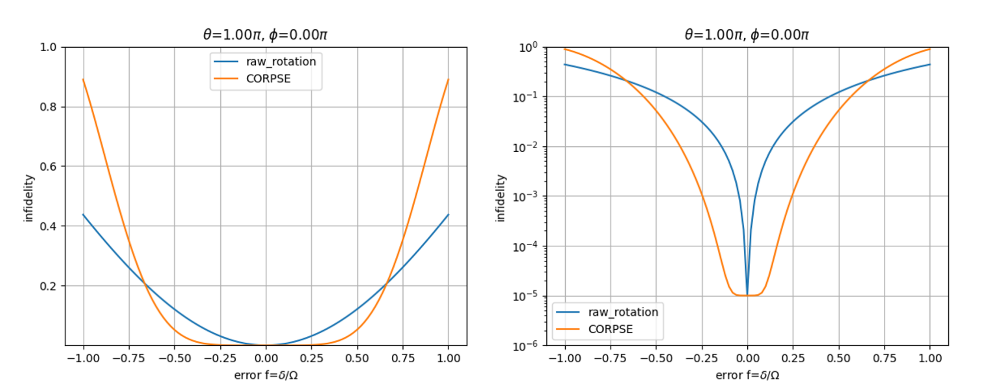 θ=1.00π, ϕ=0.00π
1.0
0.8
0.6
0.4
0.2
infidelity
raw_rotation
CORPSE
−1.00 −0.75 −0.50 −0.25 0.00 0.25 0.50 0.75 1.00
error f=δ/Ω
θ=1.00π, ϕ=0.00π
10⁰
10⁻¹
10⁻²
10⁻³
10⁻⁴
10⁻⁵
10⁻⁶
infidelity
raw_rotation
CORPSE
−1.00 −0.75 −0.50 −0.25 0.00 0.25 0.50 0.75 1.00
error f=δ/Ω